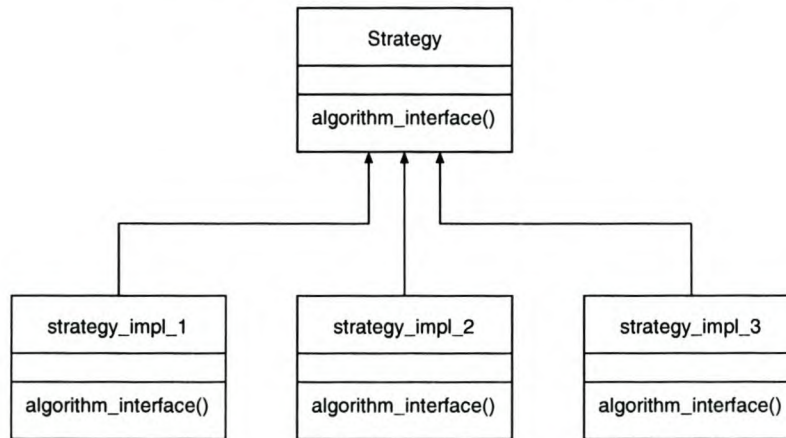 Strategy
algorithm_interface()
strategy_impl_1
strategy_impl_2
strategy_impl_3
algorithm_interface()
algorithm_interface()
algorithm_interface()